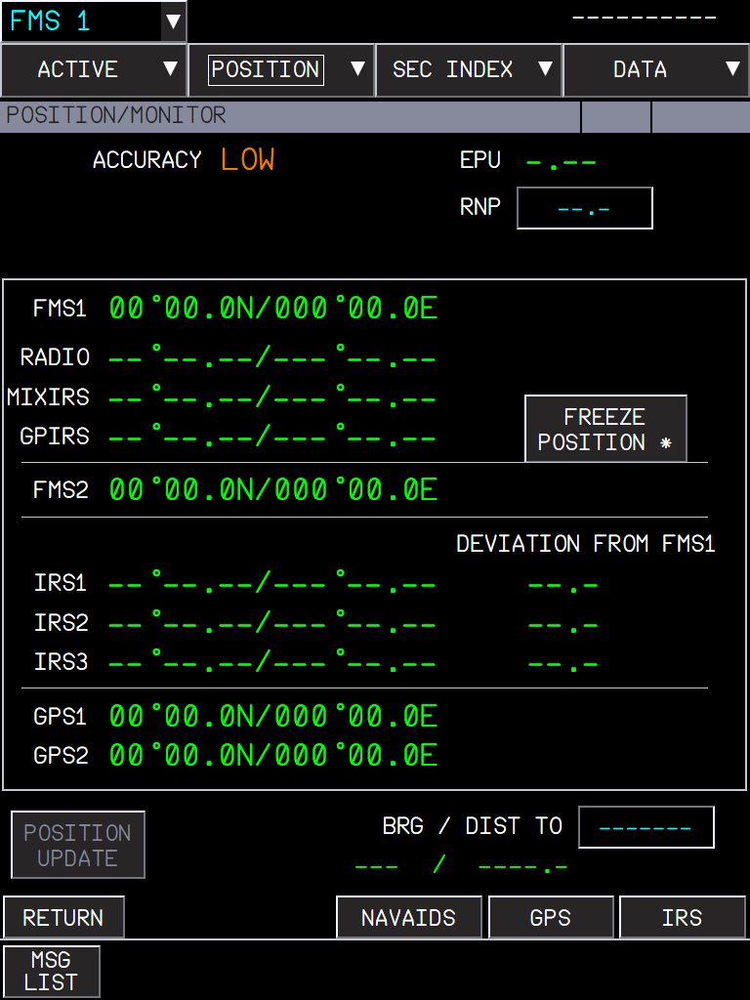 FMS 1 ▼ ----------
ACTIVE ▼ POSITION ▼ SEC INDEX ▼ DATA ▼
POSITION/MONITOR
ACCURACY LOW EPU -.--
RNP --.-
FMS1 00°00.0N/000°00.0E
RADIO --°--.--/---°--.--
MIXIRS --°--.--/---°--.--
GPIRS --°--.--/---°--.--
FREEZE
POSITION *
FMS2 00°00.0N/000°00.0E
DEVIATION FROM FMS1
IRS1 --°--.--/---°--.-- --.-
IRS2 --°--.--/---°--.-- --.-
IRS3 --°--.--/---°--.-- --.-
GPS1 00°00.0N/000°00.0E
GPS2 00°00.0N/000°00.0E
POSITION
UPDATE
BRG / DIST TO -------
--- / ----.-
RETURN NAVAIDS GPS IRS
MSG
LIST